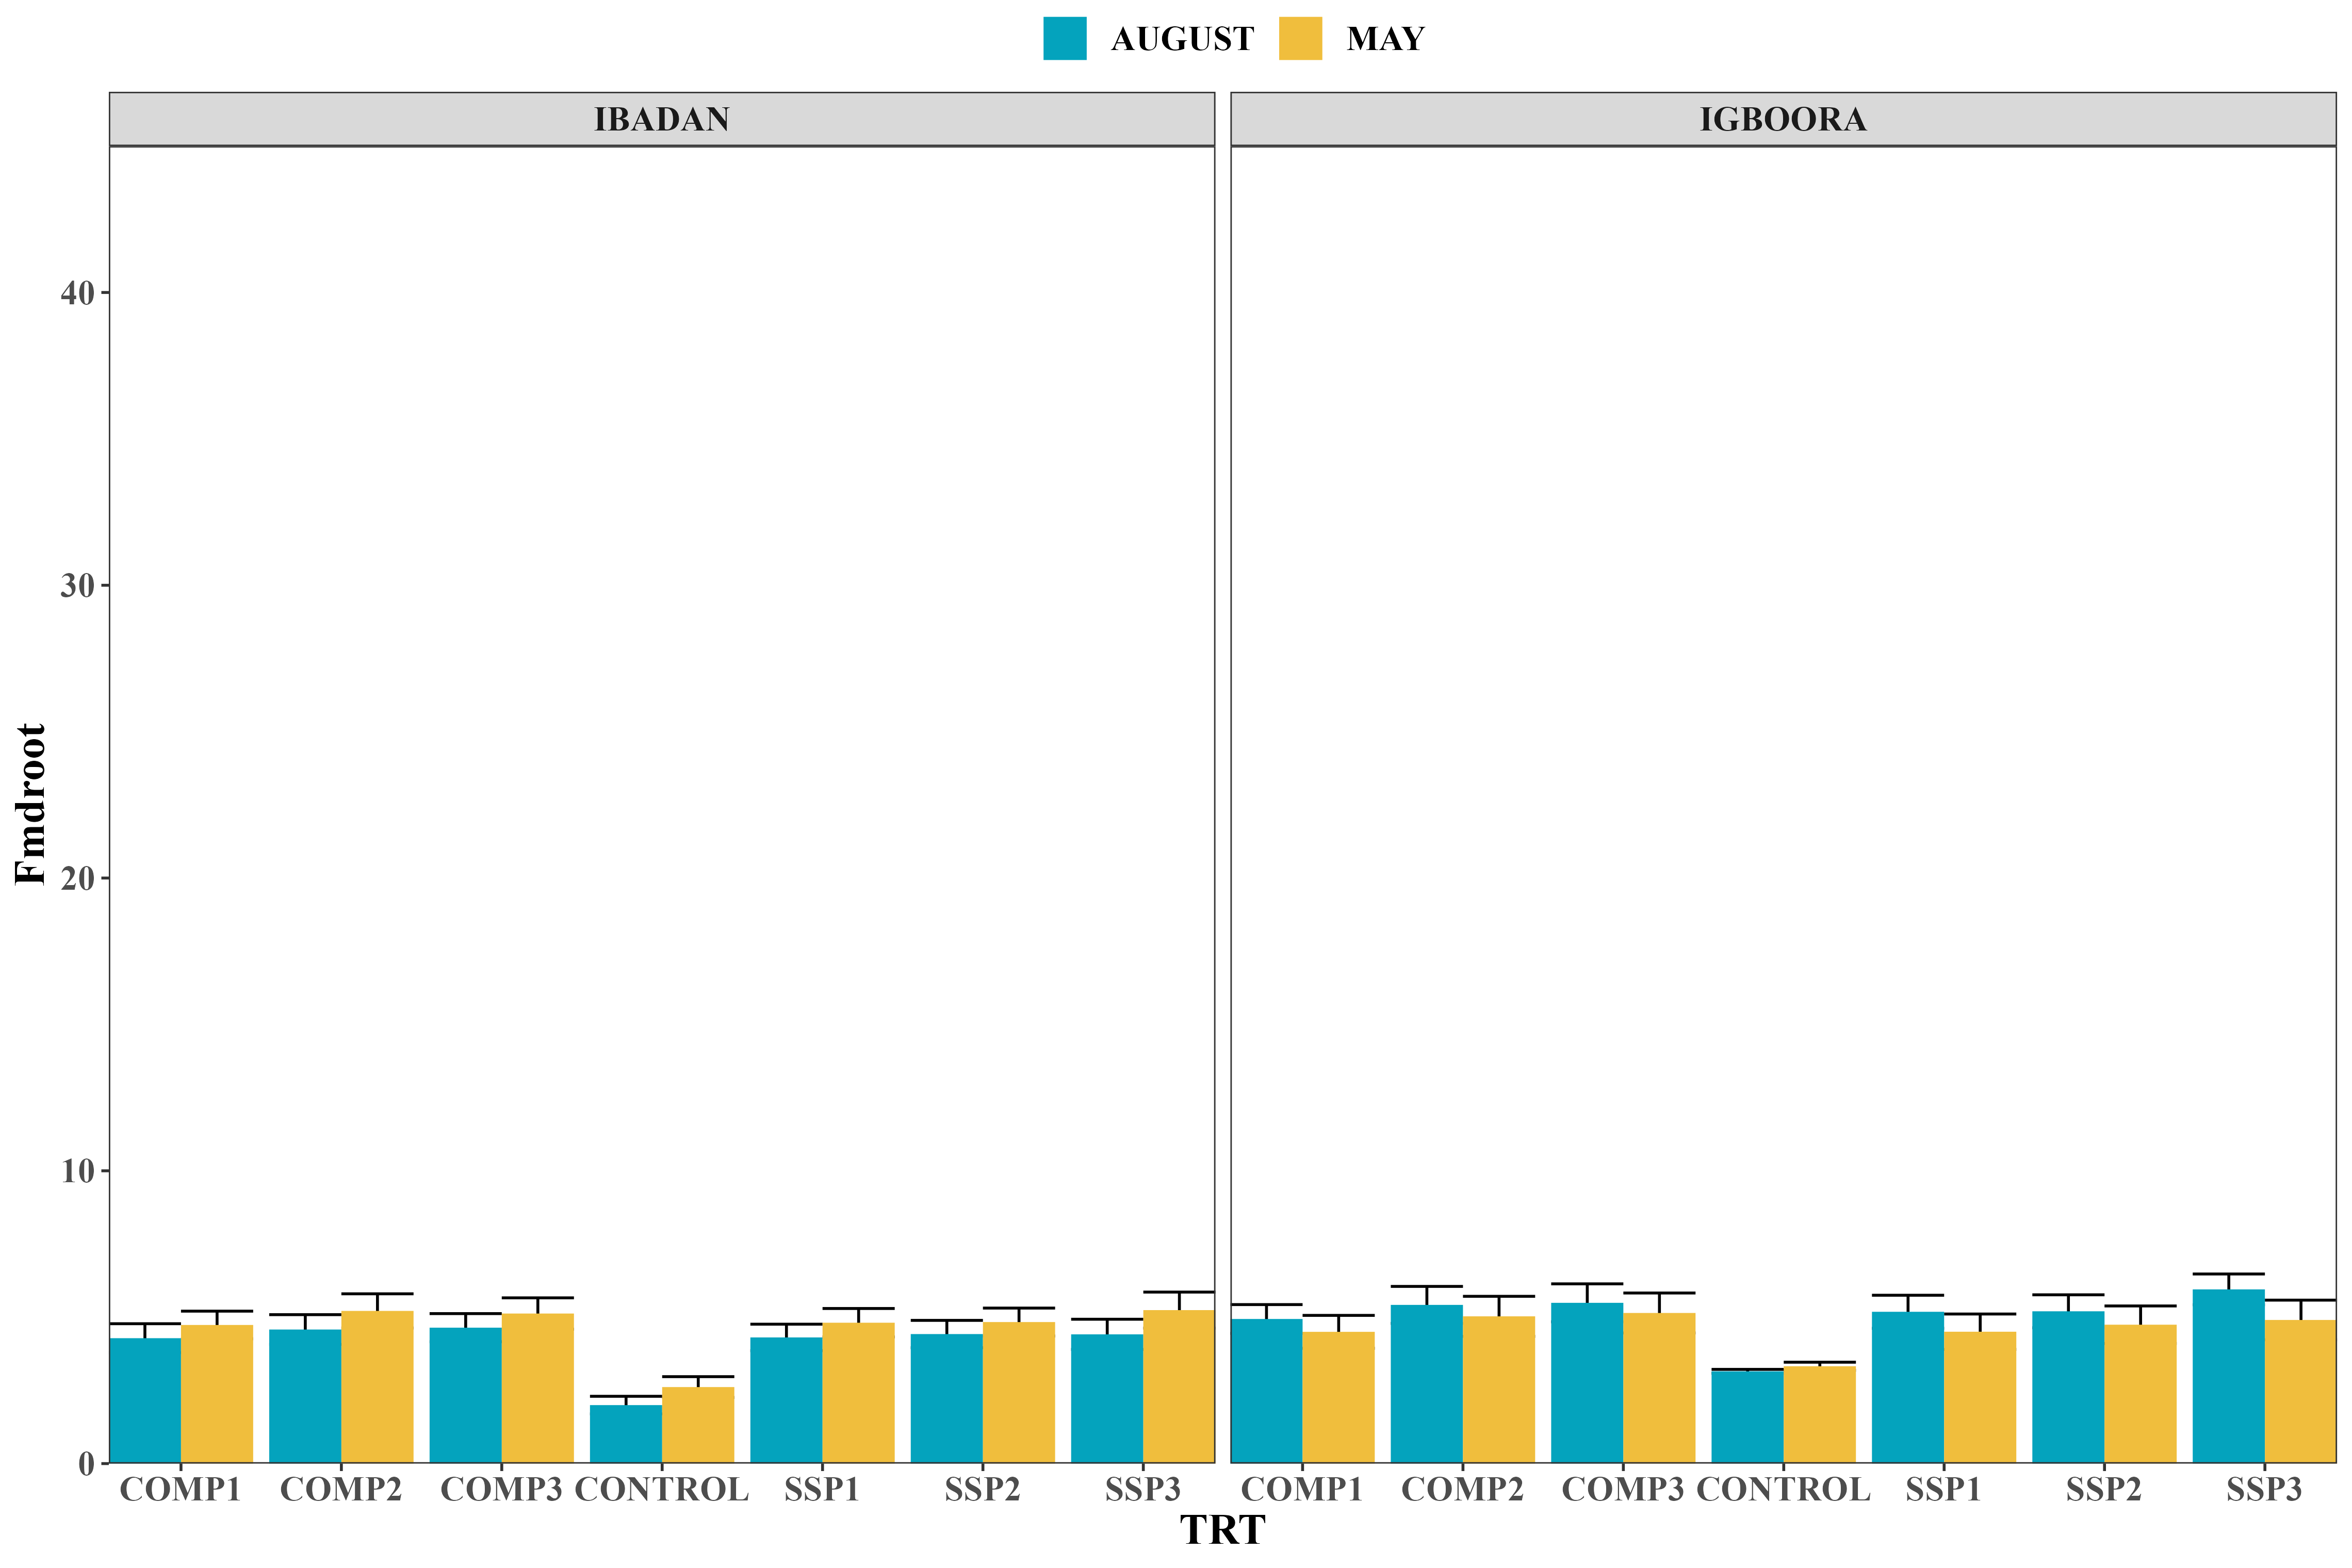 AUGUST MAY
IBADAN IGBOORA
40
30
20
10
0
Fmdroot
COMP1 COMP2 COMP3 CONTROL SSP1 SSP2 SSP3 COMP1 COMP2 COMP3 CONTROL SSP1 SSP2 SSP3
TRT